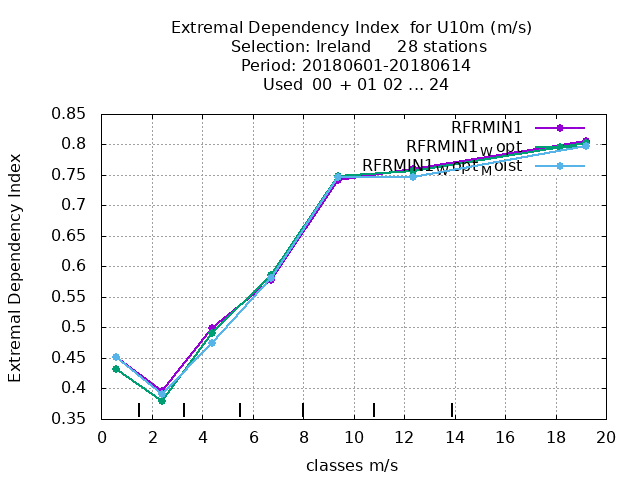 Extremal Dependency Index  for U10m (m/s)
Selection: Ireland     28 stations
Period: 20180601-20180614
Used  00 + 01 02 ... 24
RFRMIN1
RFRMIN1_Wopt
RFRMIN1_Wopt_Moist
0.85
0.8
0.75
0.7
0.65
0.6
0.55
0.5
0.45
0.4
0.35
Extremal Dependency Index
0 2 4 6 8 10 12 14 16 18 20
classes m/s